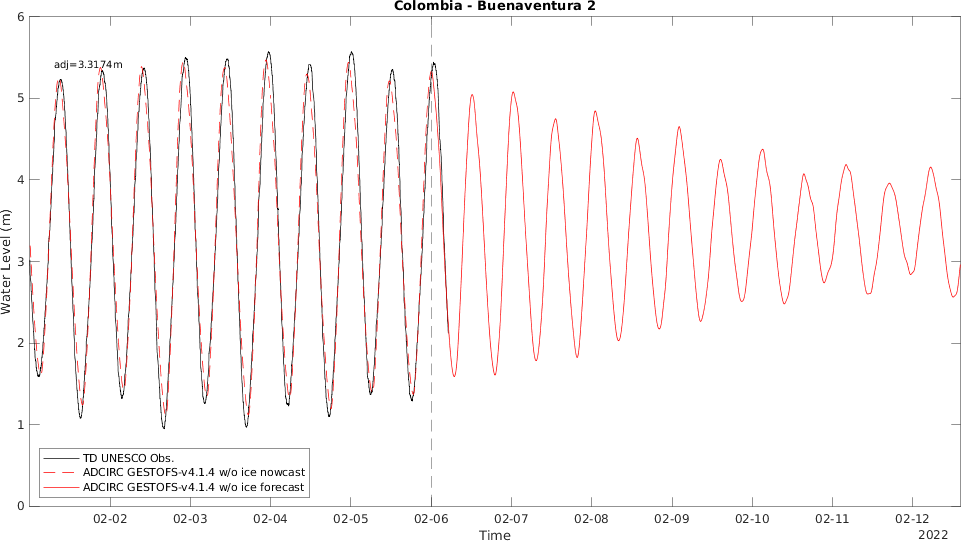 Colombia - Buenaventura 2
adj=3.3174m
6
5
4
3
2
1
0
Water Level (m)
TD UNESCO Obs.
ADCIRC GESTOFS-v4.1.4 w/o ice nowcast
ADCIRC GESTOFS-v4.1.4 w/o ice forecast
02-02 02-03 02-04 02-05 02-06 02-07 02-08 02-09 02-10 02-11 02-12
Time
2022